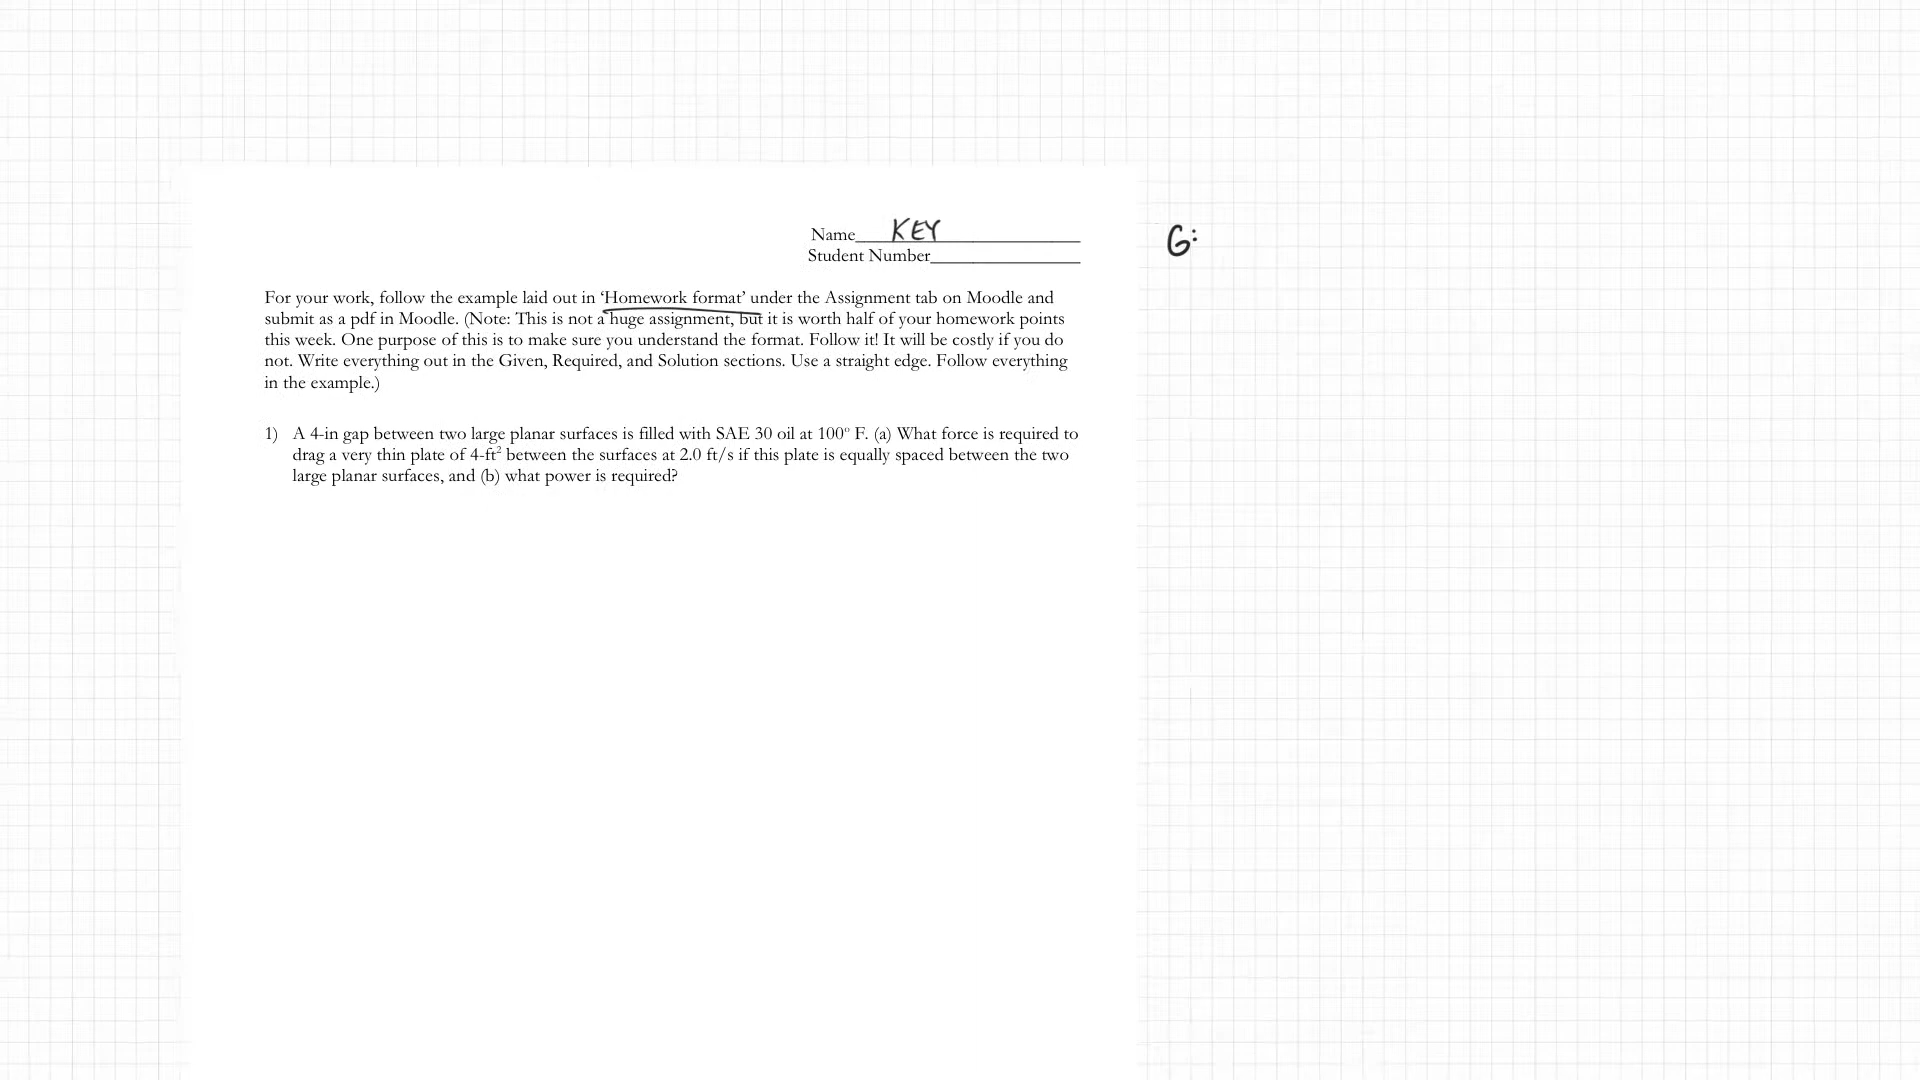 Name KEY
Student Number
G:
For your work, follow the example laid out in ‘Homework format’ under the Assignment tab on Moodle and
submit as a pdf in Moodle. (Note: This is not a huge assignment, but it is worth half of your homework points
this week. One purpose of this is to make sure you understand the format. Follow it! It will be costly if you do
not. Write everything out in the Given, Required, and Solution sections. Use a straight edge. Follow everything
in the example.)
1) A 4-in gap between two large planar surfaces is filled with SAE 30 oil at 100° F. (a) What force is required to
drag a very thin plate of 4-ft² between the surfaces at 2.0 ft/s if this plate is equally spaced between the two
large planar surfaces, and (b) what power is required?